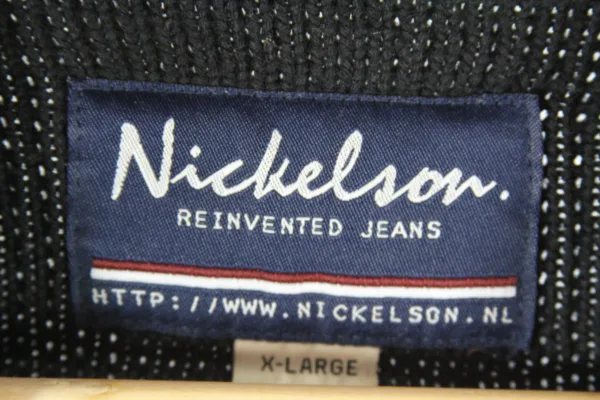 Nickelson.
REINVENTED JEANS
HTTP://WWW.NICKELSON.NL
X-LARGE